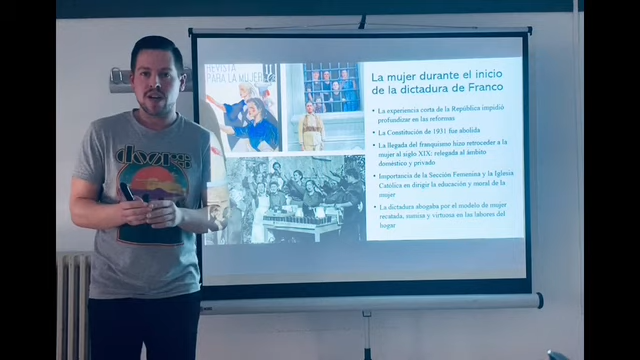 REVISTA
PARA LA MUJER
La mujer durante el inicio
de la dictadura de Franco
• La experiencia corta de la República impidió
profundizar en las reformas
• La Constitución de 1931 fue abolida
• La llegada del franquismo hizo retroceder a la
mujer al siglo XIX: relegada al ámbito
doméstico y privado
• Importancia de la Sección Femenina y la Iglesia
Católica en dirigir la educación y moral de la
mujer
• La dictadura abogaba por el modelo de mujer
recatada, sumisa y virtuosa en las labores del
hogar
DOORS